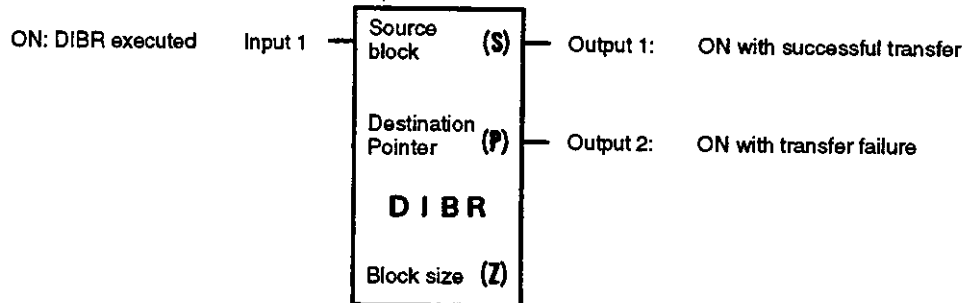 ON: DIBR executed Input 1 Source block (S) Output 1: ON with successful transfer
Destination Pointer (P) Output 2: ON with transfer failure
DIBR
Block size (Z)